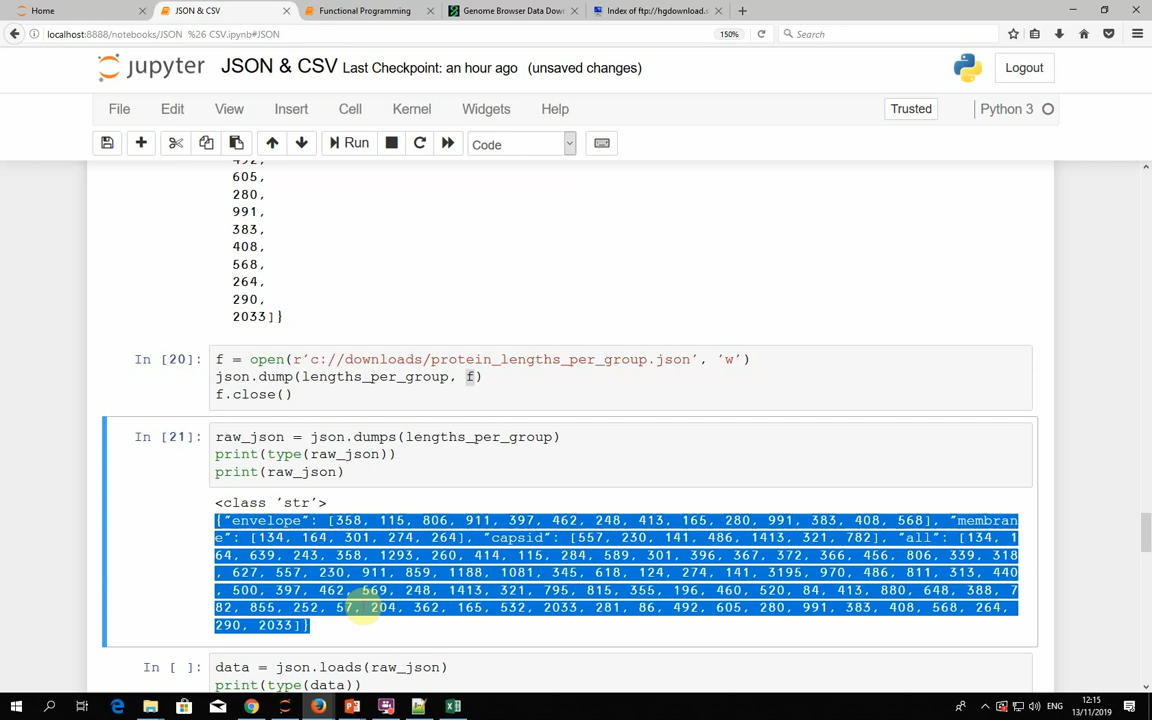 Home
JSON & CSV
Functional Programming
Genome Browser Data Dow
Index of ftp://hgdownload.s
localhost:8888/notebooks/JSON %26 CSV.ipynb#JSON
150%
Search
jupyter JSON & CSV Last Checkpoint: an hour ago (unsaved changes)
Logout
File Edit View Insert Cell Kernel Widgets Help
Trusted
Python 3
Run
Code
492,
605,
280,
991,
383,
408,
568,
264,
290,
2033]}
In [20]: f = open(r'c://downloads/protein_lengths_per_group.json', 'w')
json.dump(lengths_per_group, f)
f.close()
In [21]: raw_json = json.dumps(lengths_per_group)
print(type(raw_json))
print(raw_json)
<class 'str'>
{"envelope": [358, 115, 806, 911, 397, 462, 248, 413, 165, 280, 991, 383, 408, 568], "membran
e": [134, 164, 301, 274, 264], "capsid": [557, 230, 141, 486, 1413, 321, 782], "all": [134, 1
64, 639, 243, 358, 1293, 260, 414, 115, 284, 589, 301, 396, 367, 372, 366, 456, 806, 339, 318
, 627, 557, 230, 911, 859, 1188, 1081, 345, 618, 124, 274, 141, 3195, 970, 486, 811, 313, 440
, 500, 397, 462, 569, 248, 1413, 321, 795, 815, 355, 196, 460, 520, 84, 413, 880, 648, 388, 7
82, 855, 252, 57, 204, 362, 165, 532, 2033, 281, 86, 492, 605, 280, 991, 383, 408, 568, 264,
290, 2033]}
In [ ]: data = json.loads(raw_json)
print(type(data))
ENG
12:15
13/11/2019